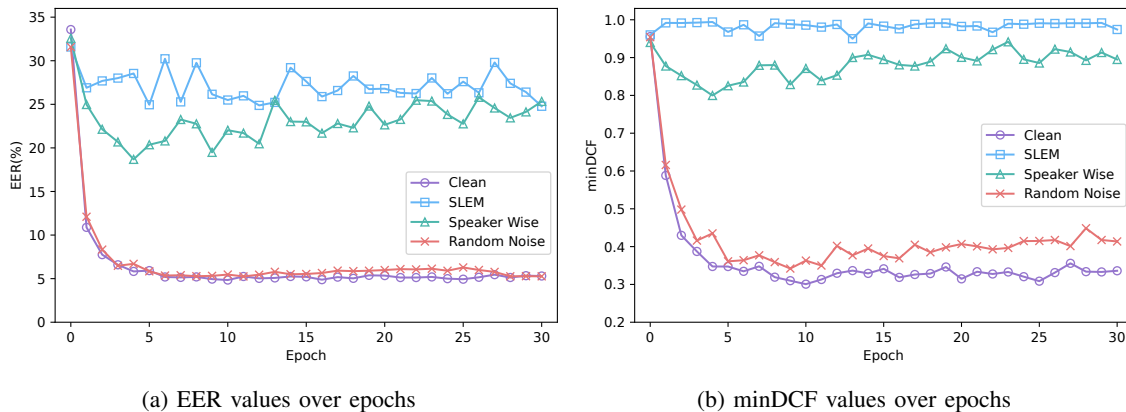 35
30
25
20
15
10
5
0
EER(%)
0 5 10 15 20 25 30
Epoch
Clean
SLEM
Speaker Wise
Random Noise
(a) EER values over epochs
1.0
0.9
0.8
0.7
0.6
0.5
0.4
0.3
0.2
minDCF
0 5 10 15 20 25 30
Epoch
Clean
SLEM
Speaker Wise
Random Noise
(b) minDCF values over epochs